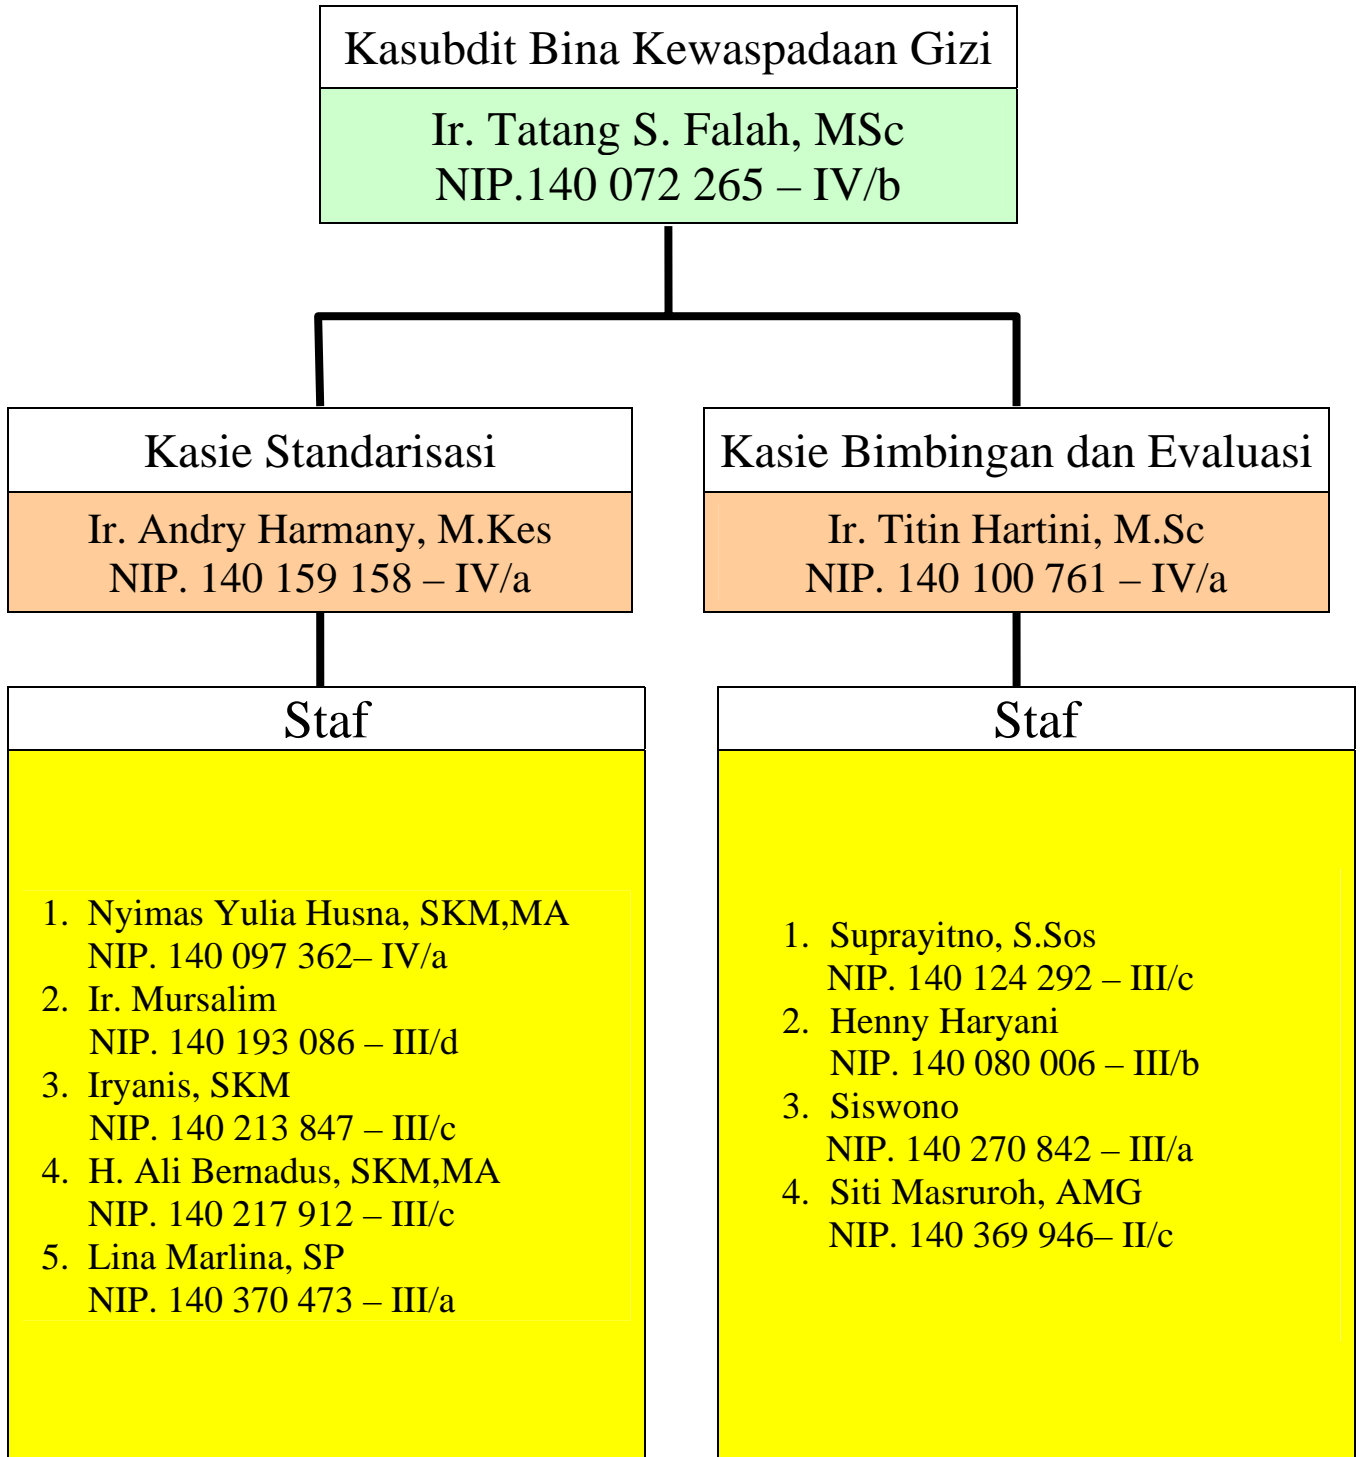 Kasubdit Bina Kewaspadaan Gizi
Ir. Tatang S. Falah, MSc
NIP.140 072 265 – IV/b
Kasie Standarisasi
Ir. Andry Harmany, M.Kes
NIP. 140 159 158 – IV/a
Kasie Bimbingan dan Evaluasi
Ir. Titin Hartini, M.Sc
NIP. 140 100 761 – IV/a
Staf
1. Nyimas Yulia Husna, SKM,MA
NIP. 140 097 362– IV/a
2. Ir. Mursalim
NIP. 140 193 086 – III/d
3. Iryanis, SKM
NIP. 140 213 847 – III/c
4. H. Ali Bernadus, SKM,MA
NIP. 140 217 912 – III/c
5. Lina Marlina, SP
NIP. 140 370 473 – III/a
Staf
1. Suprayitno, S.Sos
NIP. 140 124 292 – III/c
2. Henny Haryani
NIP. 140 080 006 – III/b
3. Siswono
NIP. 140 270 842 – III/a
4. Siti Masruroh, AMG
NIP. 140 369 946– II/c